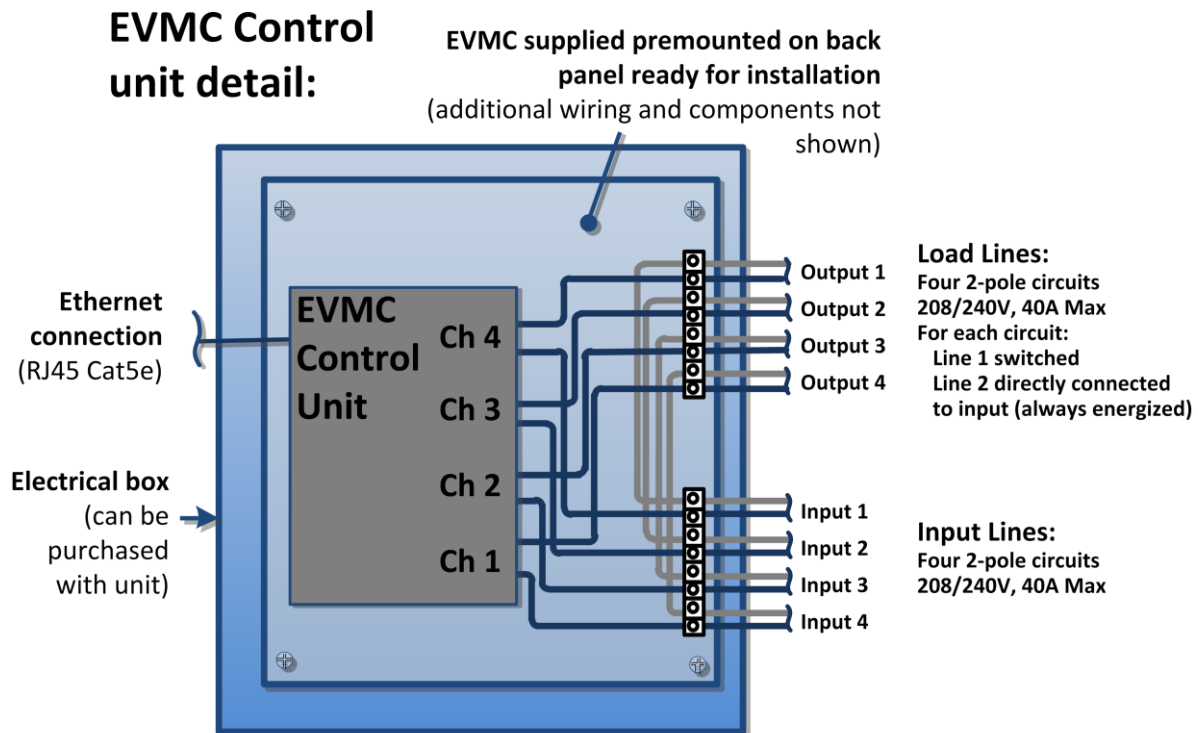 EVMC Control
unit detail:
EVMC supplied premounted on back
panel ready for installation
(additional wiring and components not
shown)
Ethernet
connection
(RJ45 Cat5e)
Electrical box
(can be
purchased
with unit)
EVMC
Control
Unit
Ch 4
Ch 3
Ch 2
Ch 1
Output 1
Output 2
Output 3
Output 4
Input 1
Input 2
Input 3
Input 4
Load Lines:
Four 2-pole circuits
208/240V, 40A Max
For each circuit:
Line 1 switched
Line 2 directly connected
to input (always energized)
Input Lines:
Four 2-pole circuits
208/240V, 40A Max